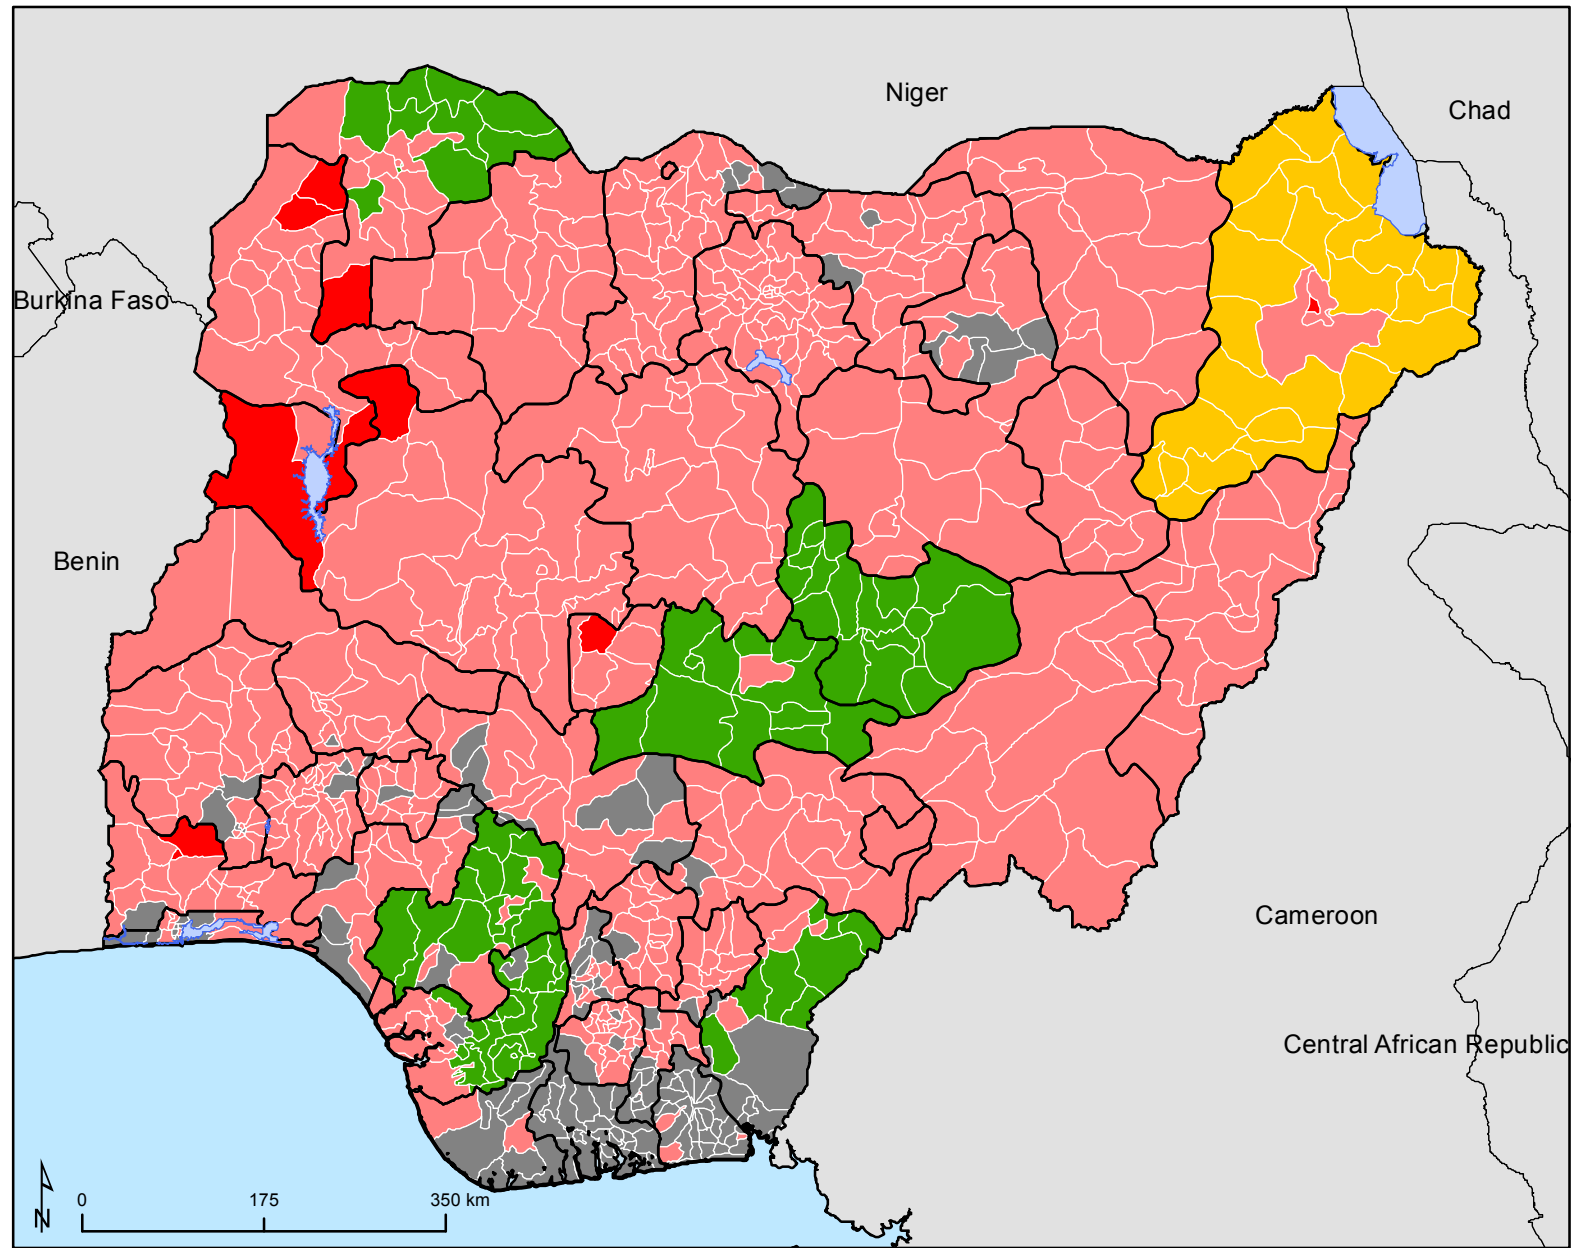 Niger
Chad
Burkina Faso
Benin
Cameroon
Central African Republic
0 175 350 km
N